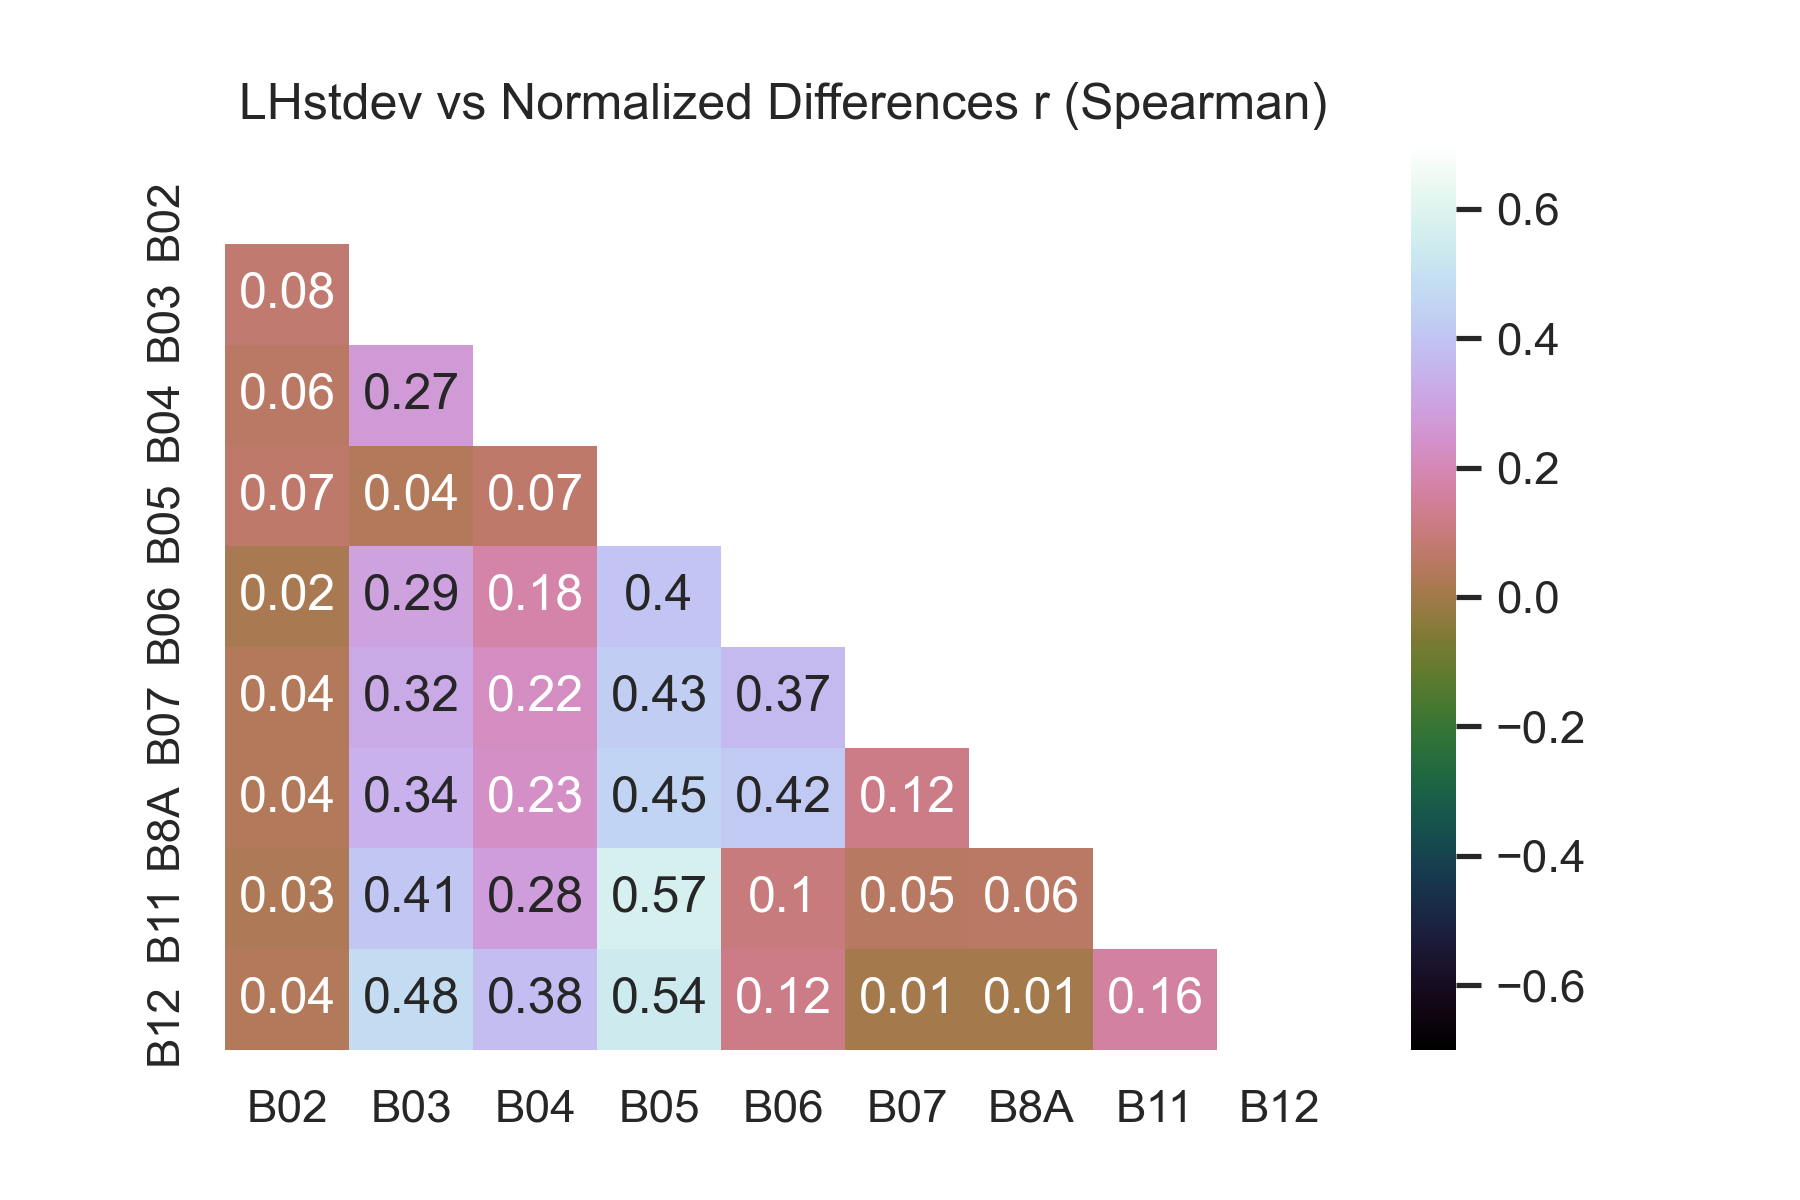 LHstdev vs Normalized Differences r (Spearman)
B02
B03 0.08
B04 0.06 0.27
B05 0.07 0.04 0.07
B06 0.02 0.29 0.18 0.4
B07 0.04 0.32 0.22 0.43 0.37
B8A 0.04 0.34 0.23 0.45 0.42 0.12
B11 0.03 0.41 0.28 0.57 0.1 0.05 0.06
B12 0.04 0.48 0.38 0.54 0.12 0.01 0.01 0.16
B02 B03 B04 B05 B06 B07 B8A B11 B12
0.6
0.4
0.2
0.0
−0.2
−0.4
−0.6